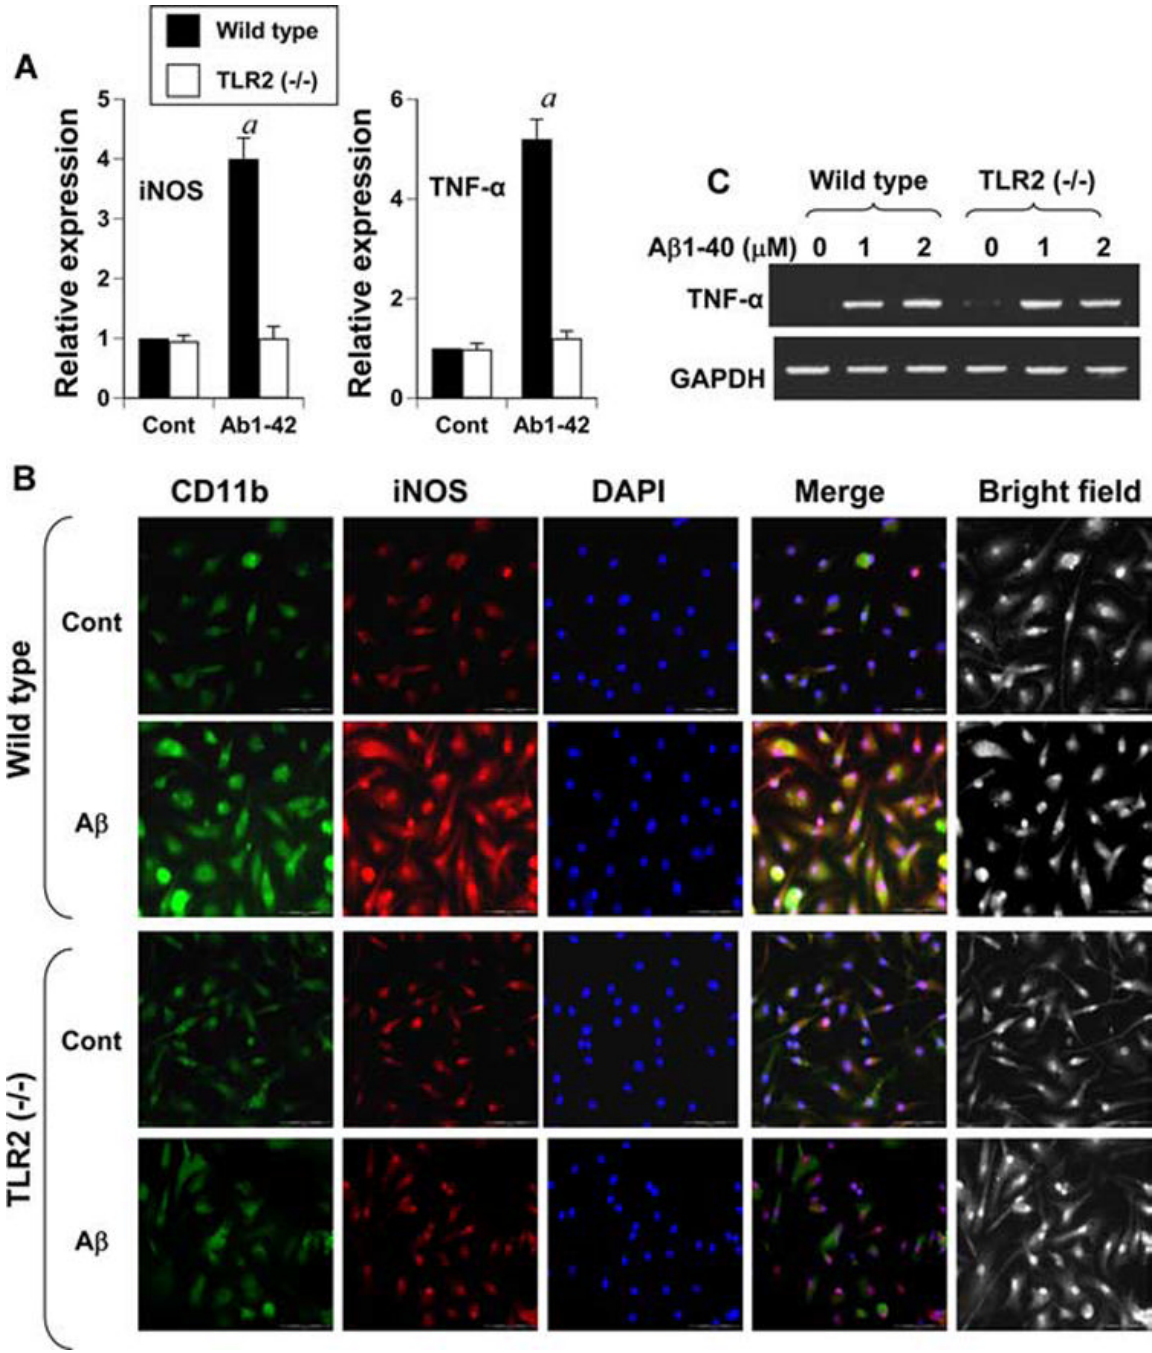 A
Wild type
TLR2 (-/-)
Relative expression
5
4
3
2
1
0
iNOS
a
Cont
Ab1-42
Relative expression
6
4
2
0
TNF-α
a
Cont
Ab1-42
C
Wild type
TLR2 (-/-)
Aβ1-40 (μM) 0 1 2 0 1 2
TNF-α
GAPDH
B
CD11b iNOS DAPI Merge Bright field
Wild type
Cont
Aβ
TLR2 (-/-)
Cont
Aβ